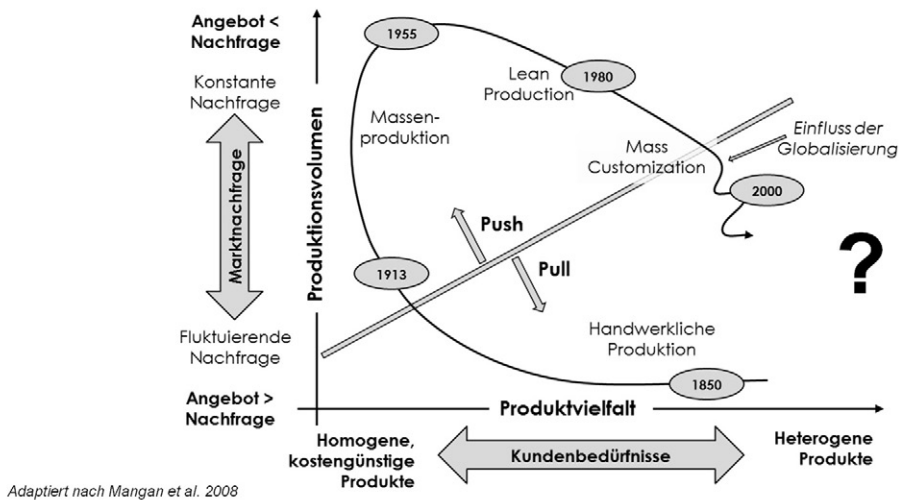 Angebot <
Nachfrage
Konstante
Nachfrage
Marktnachfrage
Fluktuierende
Nachfrage
Angebot >
Nachfrage
Produktionsvolumen
1955
Lean
Production
1980
Massen-
produktion
Mass
Customization
Einfluss der
Globalisierung
2000
Push
Pull
1913
?
Handwerkliche
Produktion
1850
Produktvielfalt
Homogene,
kostengünstige
Produkte
Kundenbedürfnisse
Heterogene
Produkte
Adaptiert nach Mangan et al. 2008